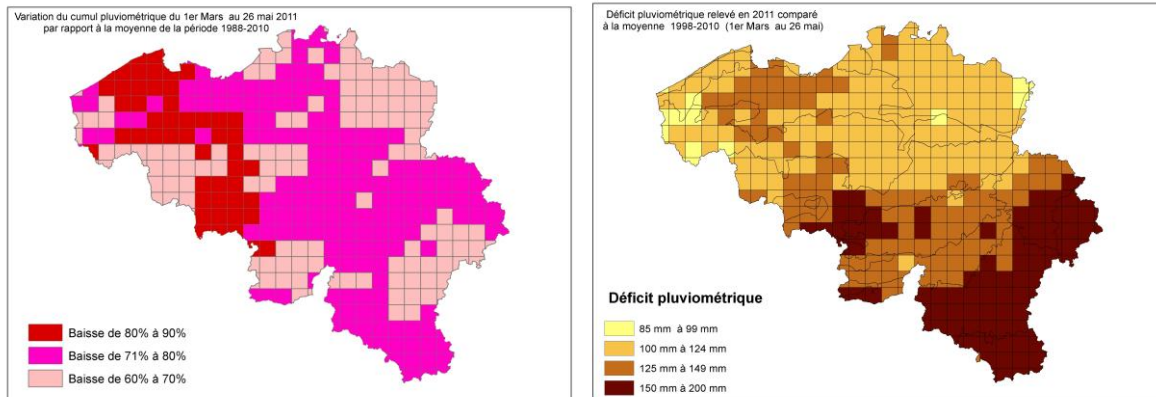 Variation du cumul pluviométrique du 1er Mars au 26 mai 2011
par rapport à la moyenne de la période 1988-2010
Baisse de 80% à 90%
Baisse de 71% à 80%
Baisse de 60% à 70%
Déficit pluviométrique relevé en 2011 comparé
à la moyenne 1998-2010 (1er Mars au 26 mai)
Déficit pluviométrique
85 mm à 99 mm
100 mm à 124 mm
125 mm à 149 mm
150 mm à 200 mm